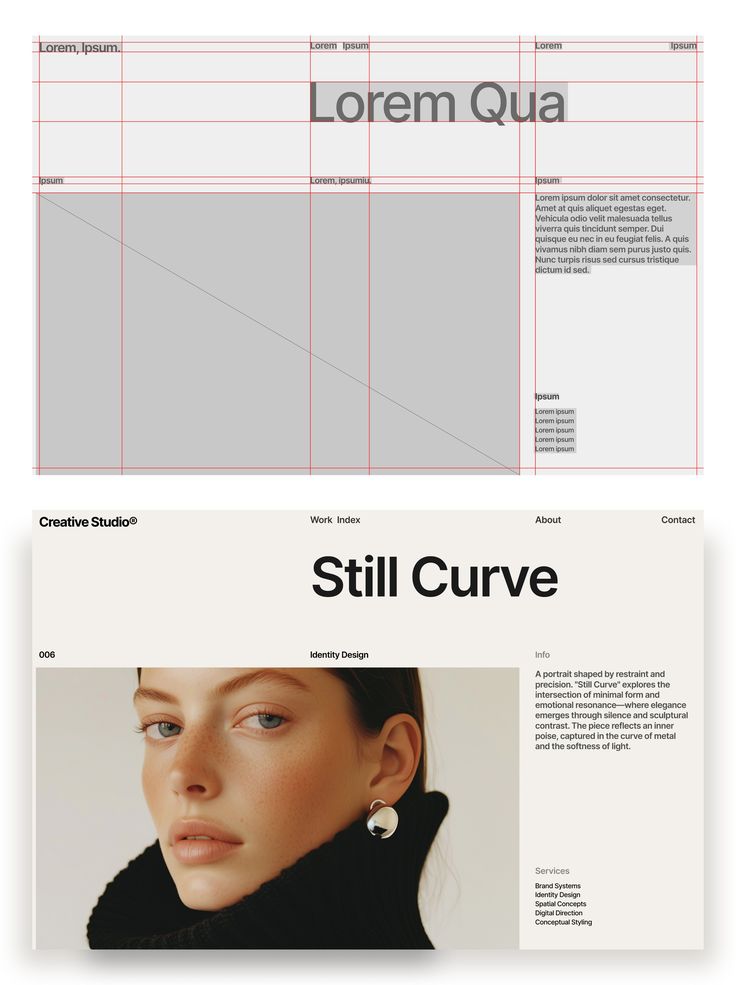 Lorem, Ipsum.
Lorem Ipsum
Lorem
Ipsum
Lorem Qua
Ipsum
Lorem, ipsumiu.
Ipsum
Lorem ipsum dolor sit amet consectetur.
Amet at quis aliquet egestas eget.
Vehicula odio velit malesuada tellus
viverra quis tincidunt semper. Dui
quisque eu nec in eu feugiat felis. A quis
vivamus nibh diam sem purus justo quis.
Nunc turpis risus sed cursus tristique
dictum id sed.
Ipsum
Lorem ipsum
Lorem ipsum
Lorem ipsum
Lorem ipsum
Lorem ipsum
Creative Studio®
Work Index
About
Contact
Still Curve
006
Identity Design
Info
A portrait shaped by restraint and
precision. "Still Curve" explores the
intersection of minimal form and
emotional resonance—where elegance
emerges through silence and sculptural
contrast. The piece reflects an inner
poise, captured in the curve of metal
and the softness of light.
Services
Brand Systems
Identity Design
Spatial Concepts
Digital Direction
Conceptual Styling